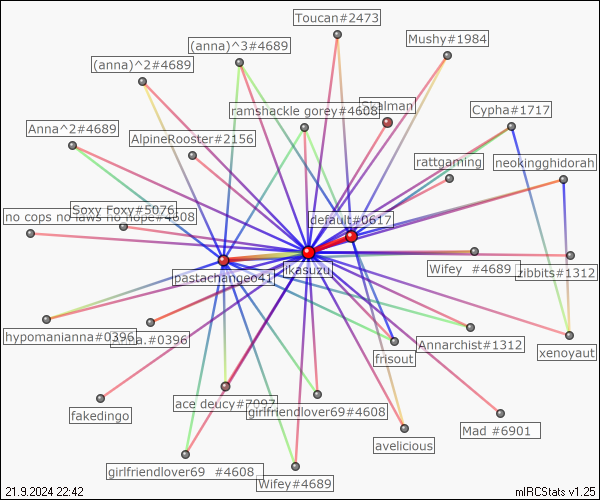 Toucan#2473
Mushy#1984
(anna)^3#4689
(anna)^2#4689
Skalman
ramshackle gorey#4608
Cypha#1717
Anna^2#4689
AlpineRooster#2156
rattgaming
neokingghidorah
Soxy Foxy#5076
no cops no laws no hope#4608
default#0617
pastachangeo41
ikasuzu
Wifey #4689
zibbits#1312
hypomanianna#0396
#0396
Annarchist#1312
frisout
xenoyaut
ace deucy#7097
girlfriendlover69#4608
fakedingo
avelicious
Mad #6901
girlfriendlover69 #4608
Wifey#4689
21.9.2024 22:42
mIRCStats v1.25